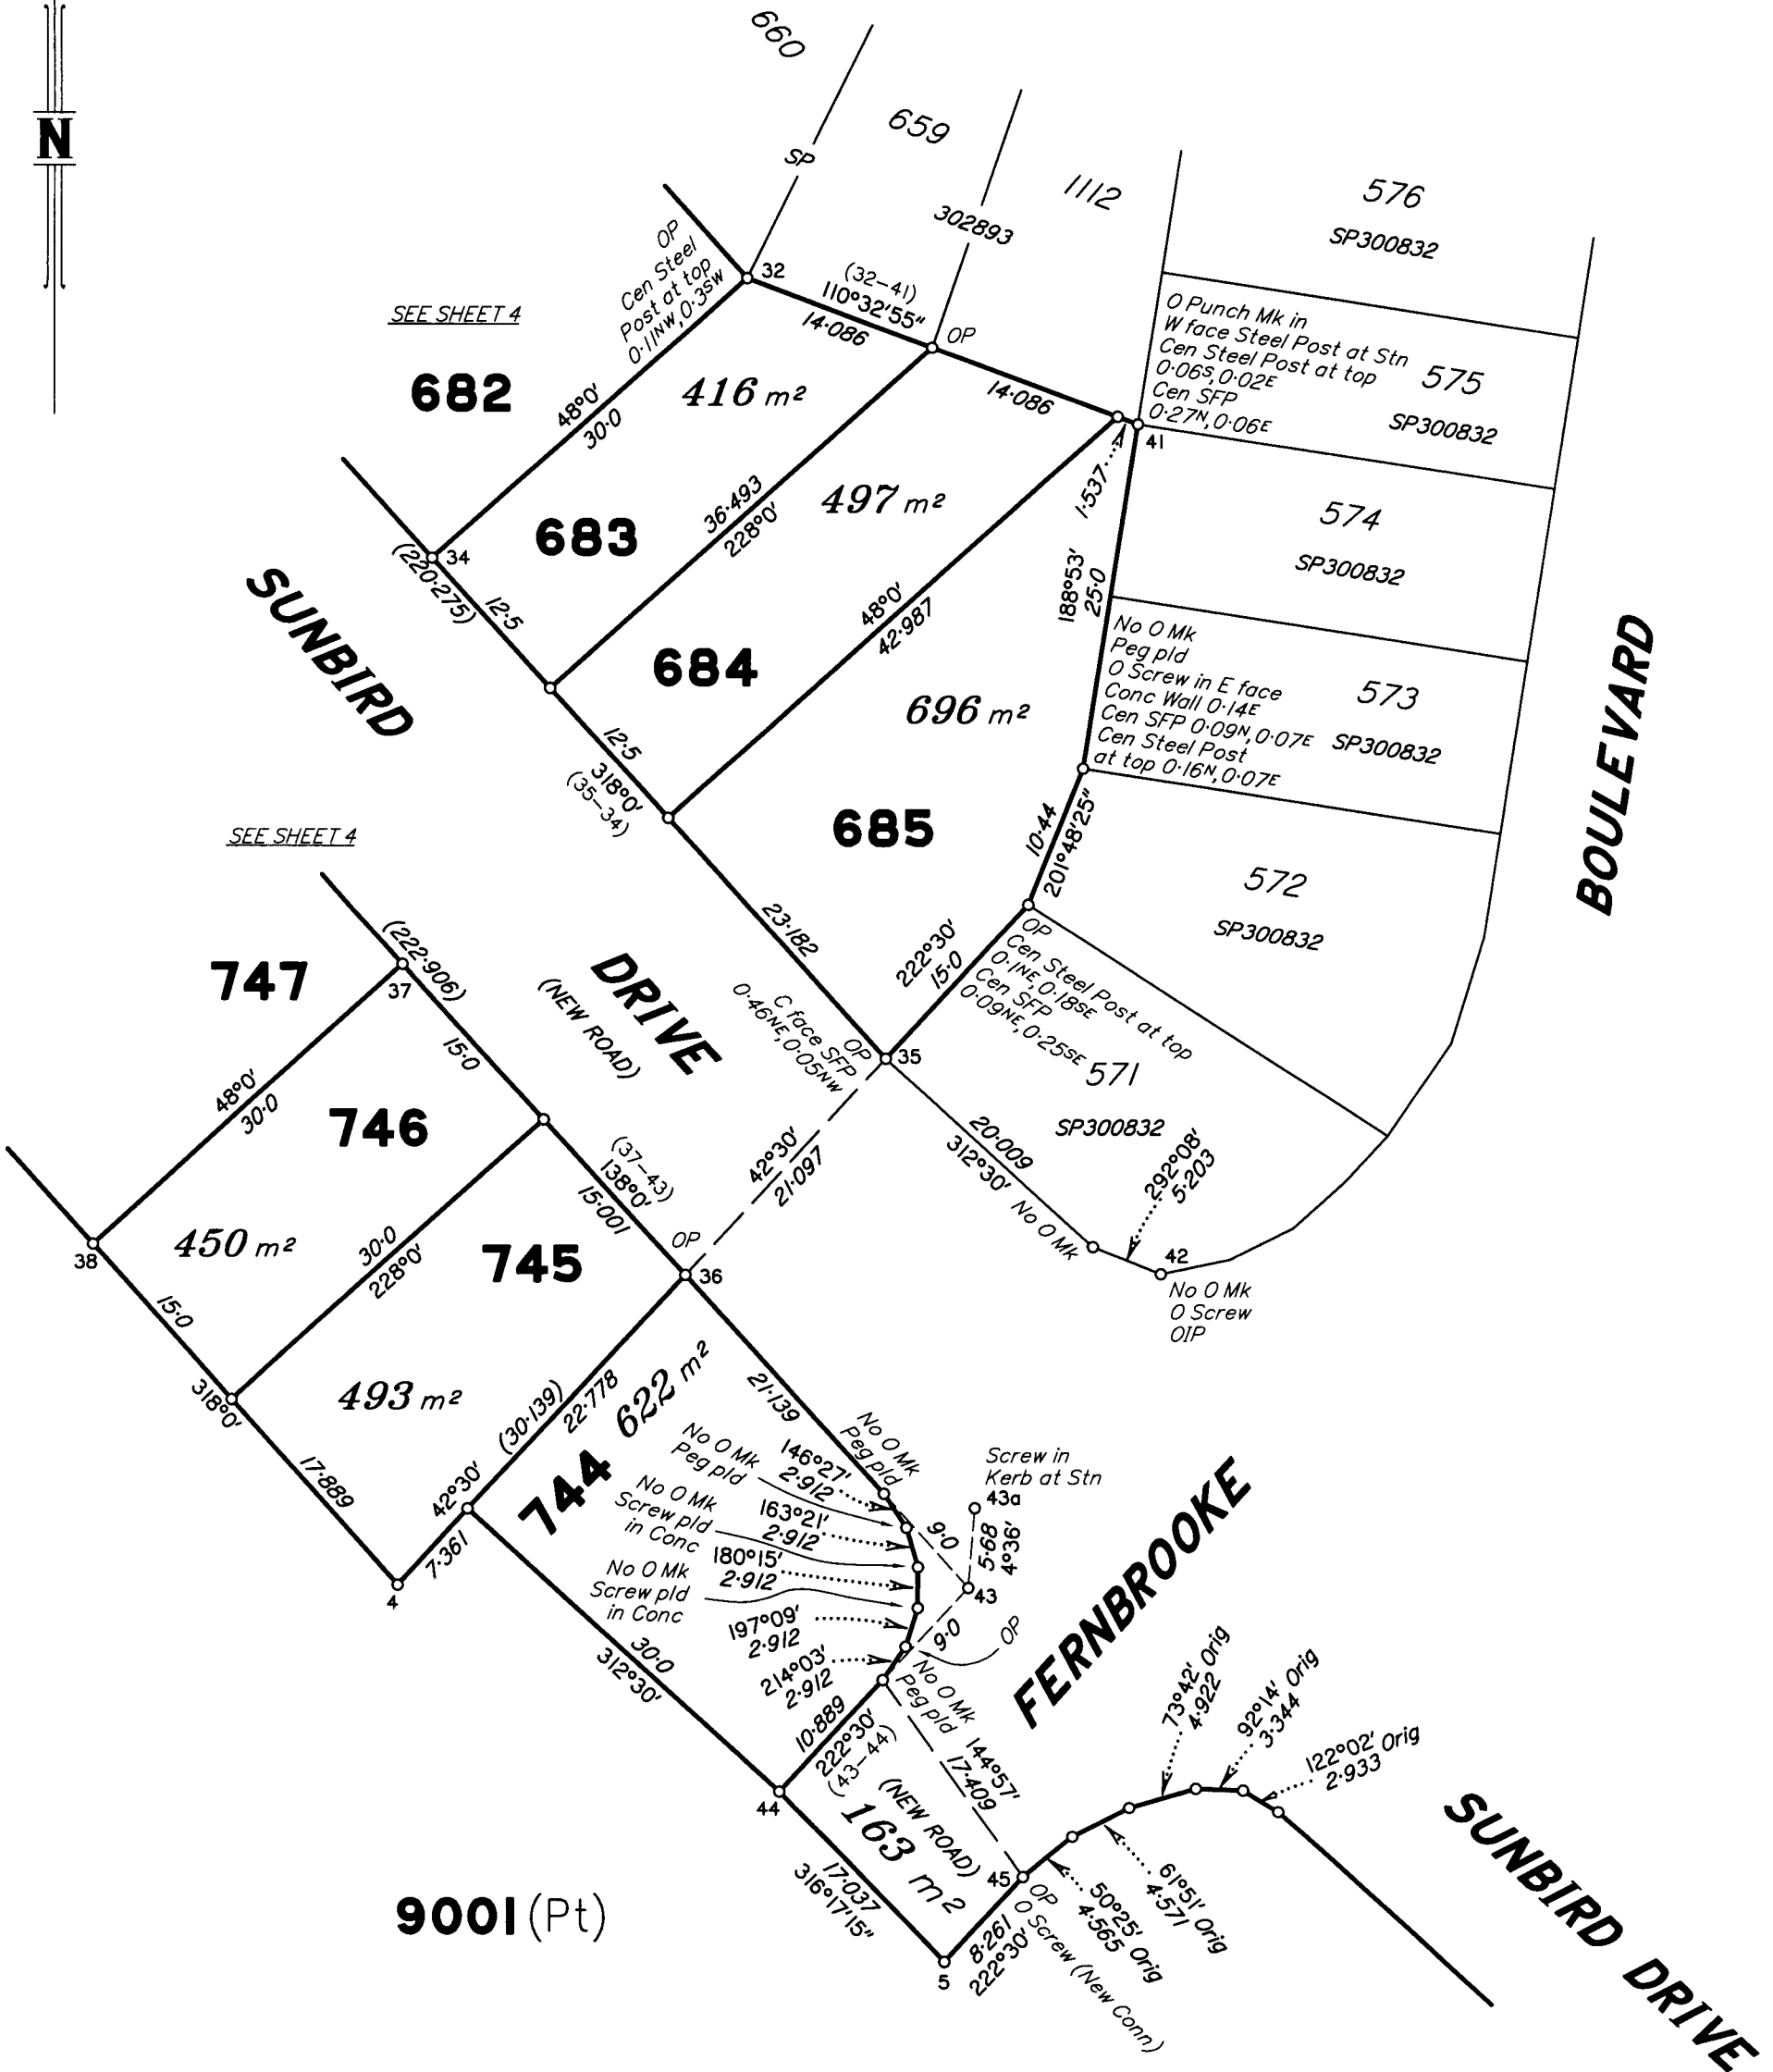 N
660
659
SP
1112
302893
576
SP300832
OP
Cen Steel
Post at top
0·11NW,0·3SW
32
(32-41)
110°32'55"
14·086
OP
14·086
SEE SHEET 4
682
48°0'
30·0
416 m²
O Punch Mk in
W face Steel Post at Stn
Cen Steel Post at top
0·06S,0·02E
Cen SFP
0·27N,0·06E
575
SP300832
41
1·537
36·493
228°0'
497 m²
683
34
(220·275)
12·5
574
SP300832
188°53'
25·0
48°0'
42·987
SUNBIRD
684
696 m²
No O Mk
Peg pld
O Screw in E face
Conc Wall 0·14E
Cen SFP 0·09N,0·07E
Cen Steel Post
at top 0·16N,0·07E
573
SP300832
BOULEVARD
12·5
318°0'
(35-34)
685
10·44
201°48'25"
SEE SHEET 4
572
SP300832
23·182
222°30'
15·0
OP
Cen Steel Post at top
0·1NE,0·18SE
Cen SFP
0·09NE,0·25SE
747
(222·906)
37
DRIVE
(NEW ROAD)
OP
C face SFP
0·46NE,0·05NW
35
571
SP300832
15·0
48°0'
30·0
746
20·009
312°30'
No O Mk
292°08'
5·203
42
No O Mk
O Screw
OIP
(37-43)
138°0'
15·001
42°30'
21·097
OP
36
450 m²
30·0
228°0'
745
38
15·0
318°0'
493 m²
17·889
(30·139)
22·778
42°30'
7·361
4
744
622 m²
21·139
No O Mk
Peg pld
No O Mk
Peg pld
146°27'
2·912
No O Mk
Screw pld
in Conc
163°21'
2·912
180°15'
2·912
No O Mk
Screw pld
in Conc
197°09'
2·912
214°03'
2·912
Screw in
Kerb at Stn
43a
9·0
5·68
4°36'
43
9·0
OP
No O Mk
Peg pld
FERNBROOKE
30·0
312°30'
10·889
222°30'
(43-44)
144°57'
17·409
(NEW ROAD)
163 m²
44
17·037
316°17'15"
45
OP
O Screw (New Conn)
8·261
222°30'
5
50°25' Orig
4·565
61°51' Orig
4·571
73°42' Orig
4·922
92°14' Orig
3·344
122°02' Orig
2·933
SUNBIRD DRIVE
9001 (Pt)